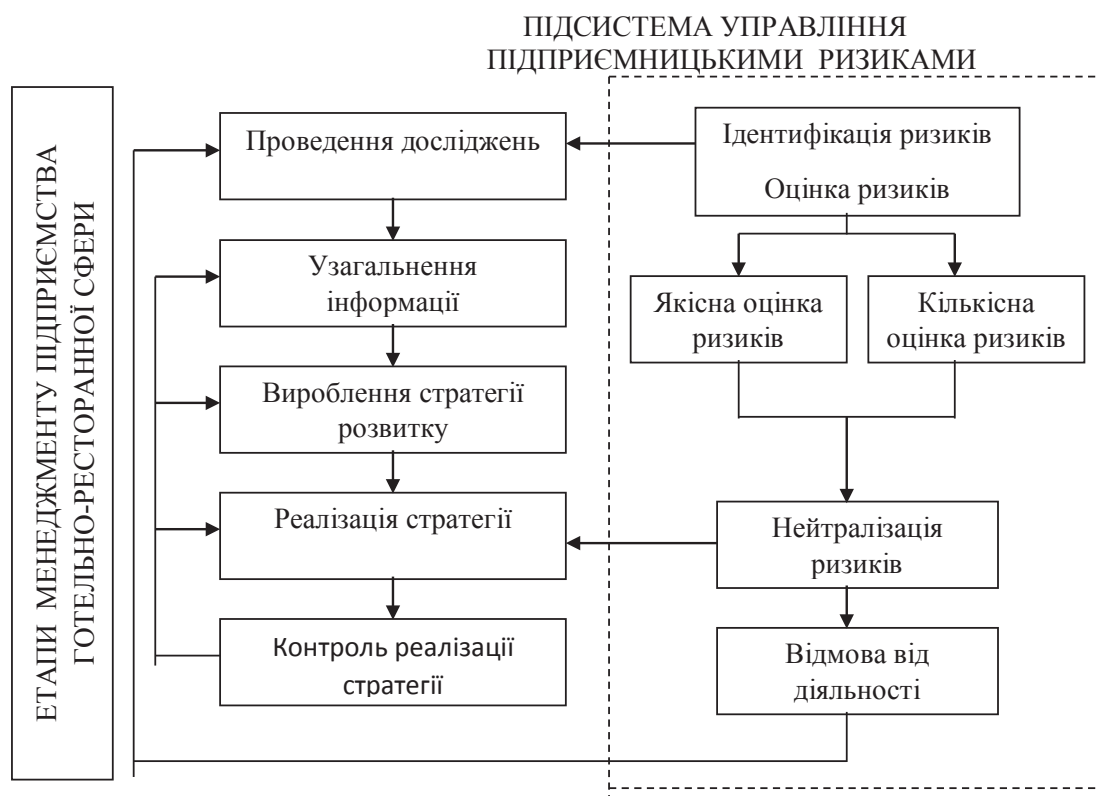 ПІДСИСТЕМА УПРАВЛІННЯ
ПІДПРИЄМНИЦЬКИМИ РИЗИКАМИ
ЕТАПИ МЕНЕДЖМЕНТУ ПІДПРИЄМСТВА
ГОТЕЛЬНО-РЕСТОРАННОЇ СФЕРИ
Проведення досліджень
Узагальнення
інформації
Вироблення стратегії
розвитку
Реалізація стратегії
Контроль реалізації
стратегії
Ідентифікація ризиків
Оцінка ризиків
Якісна оцінка
ризиків
Кількісна
оцінка ризиків
Нейтралізація
ризиків
Відмова від
діяльності